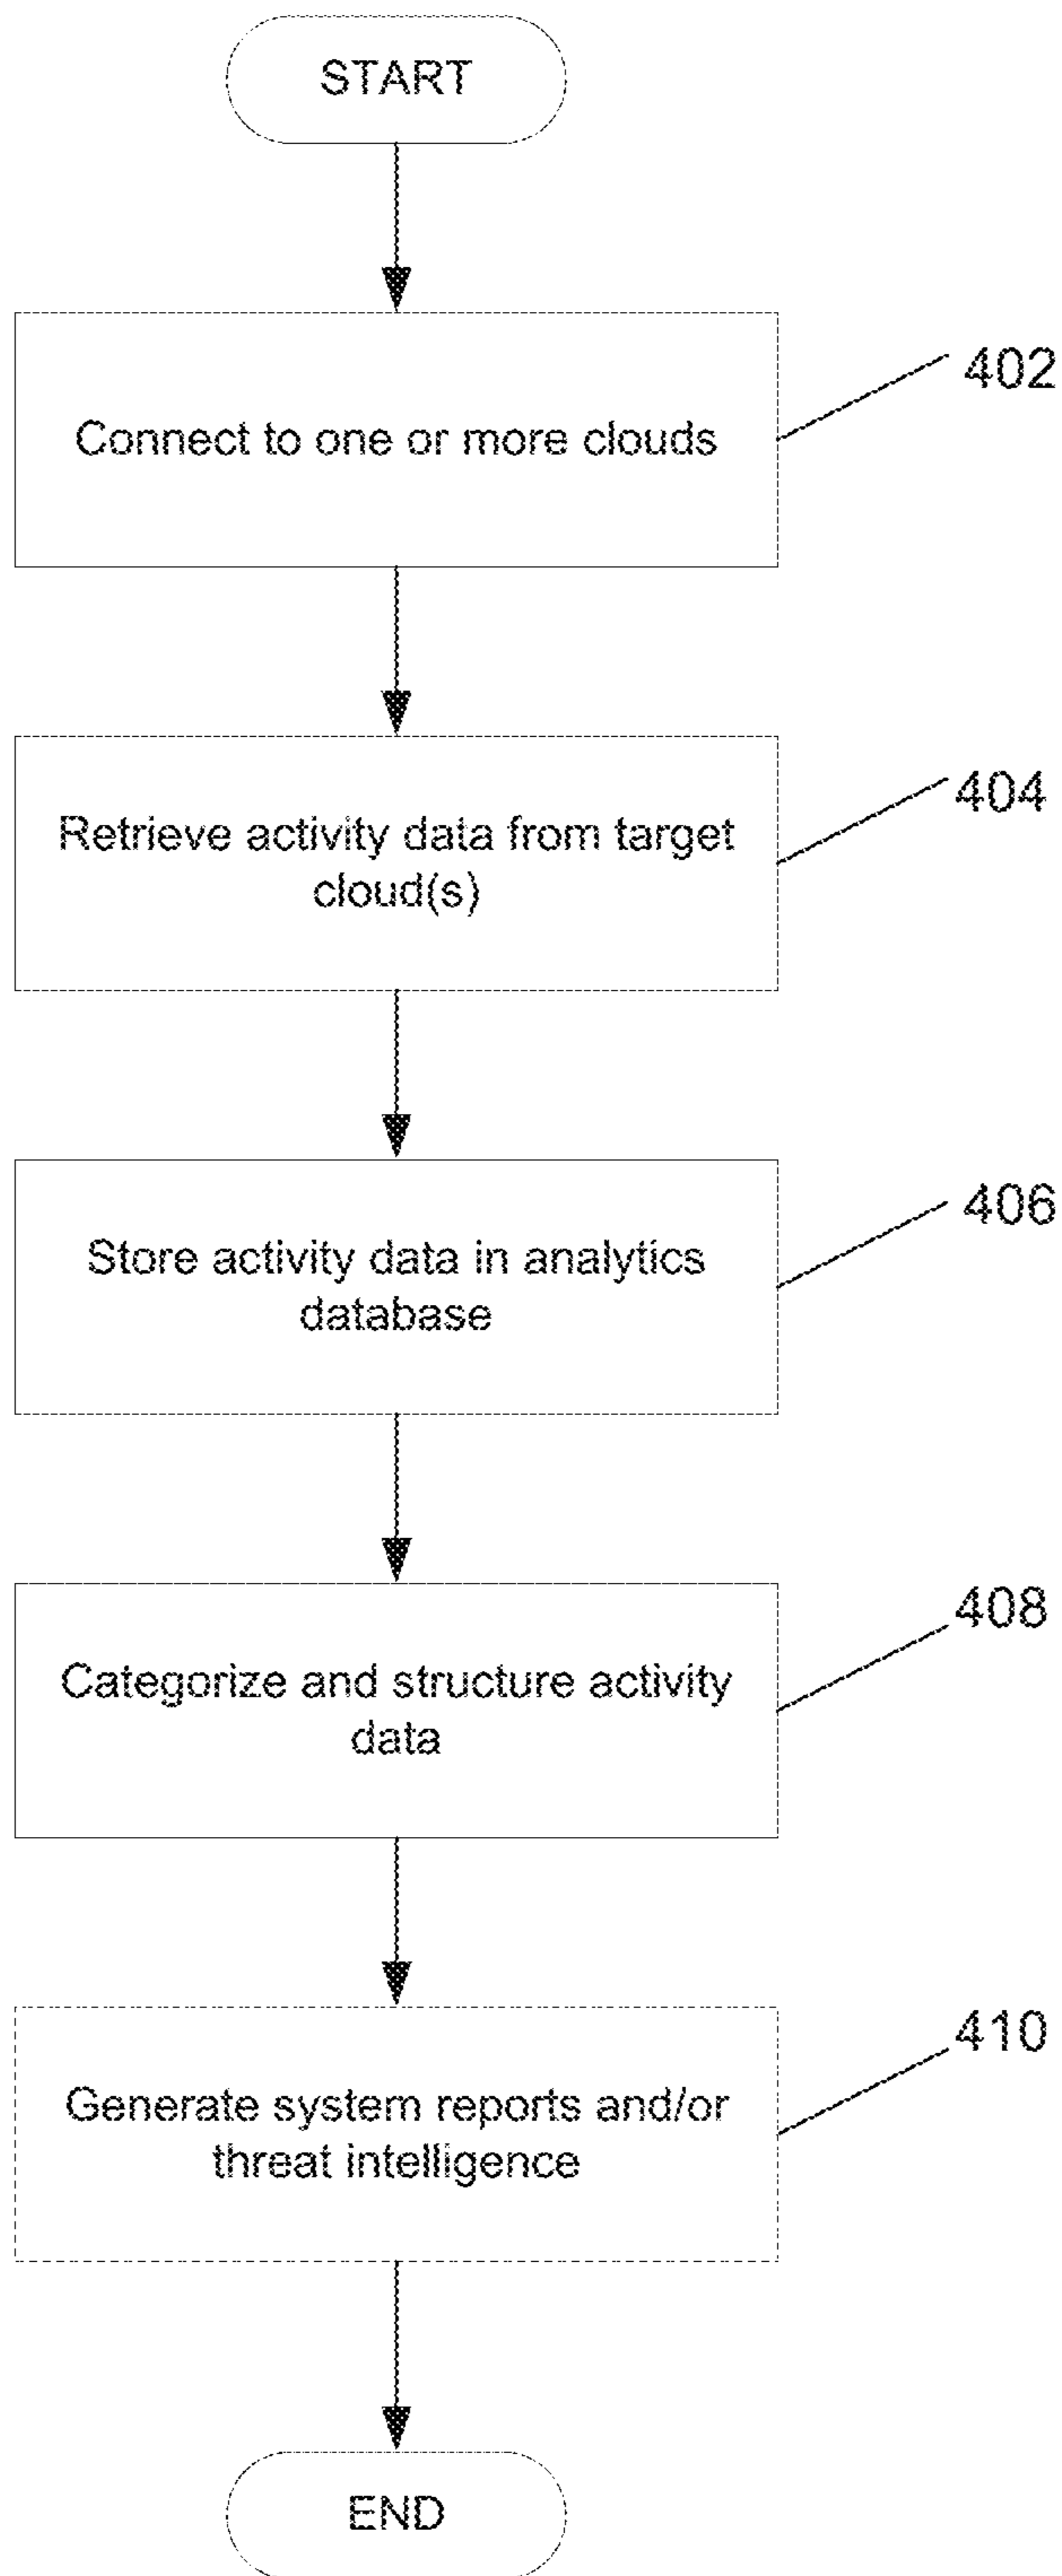 START
Connect to one or more clouds
402
Retrieve activity data from target
cloud(s)
404
Store activity data in analytics
database
406
Categorize and structure activity
data
408
Generate system reports and/or
threat intelligence
410
END